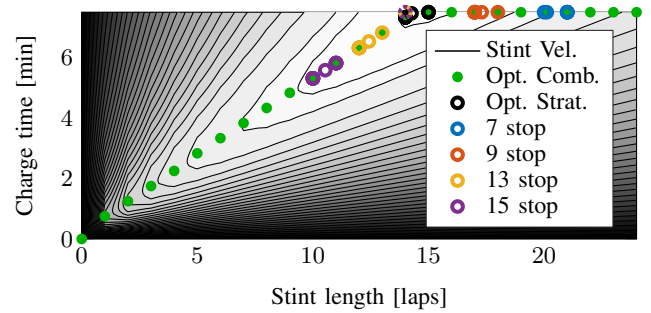 Charge time [min]
6
4
2
0
0
5
10
15
20
Stint length [laps]
Stint Vel.
Opt. Comb.
Opt. Strat.
7 stop
9 stop
13 stop
15 stop